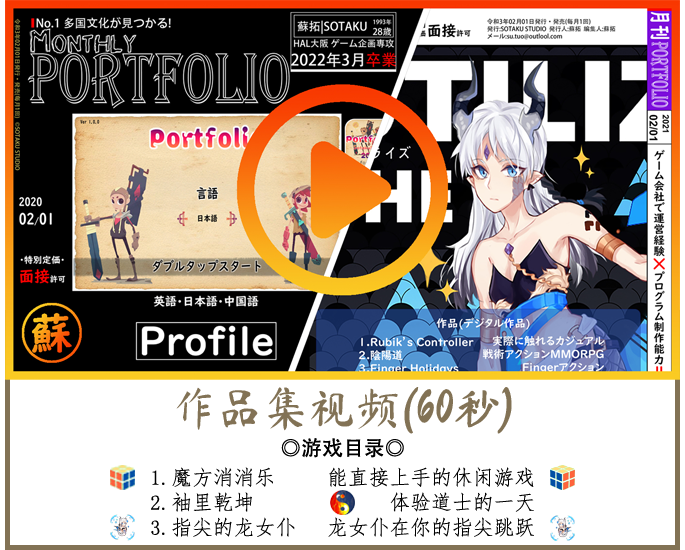 No.1 多国文化が見つかる!
MONTHLY
PORTFOLIO
令和3年02月01日発行・発売(毎月1回) ©SOTAKU STUDIO
蘇拓|SOTAKU
1993年
28歳
HAL大阪 ゲーム企画専攻
2022年3月 卒業
Ver 1.0.0
Portfoli
言語
日本語
ダブルタップスタート
2020
02/01
・特別定価・
面接許可
英語・日本語・中国語
蘇
Profile
面接許可
令和3年02月01日発行・発売(毎月1回)
発行:SOTAKU STUDIO 発行人:蘇拓 編集人:蘇拓
メール:su.tuo@outlool.com
TILIZ
ライズ
HE
月刊PORTFOLIO
2021
02/01
ゲーム会社で運営経験×プログラム制作能力
作品(デジタル作品)
1.Rubik's Controller 実際に触れるカジュアル
2.陰陽道 戦術アクションMMORPG
3.Finger Holidays Fingerアクション
作品集视频(60秒)
◎游戏目录◎
1.魔方消消乐 能直接上手的休闲游戏
2.袖里乾坤 体验道士的一天
3.指尖的龙女仆 龙女仆在你的指尖跳跃